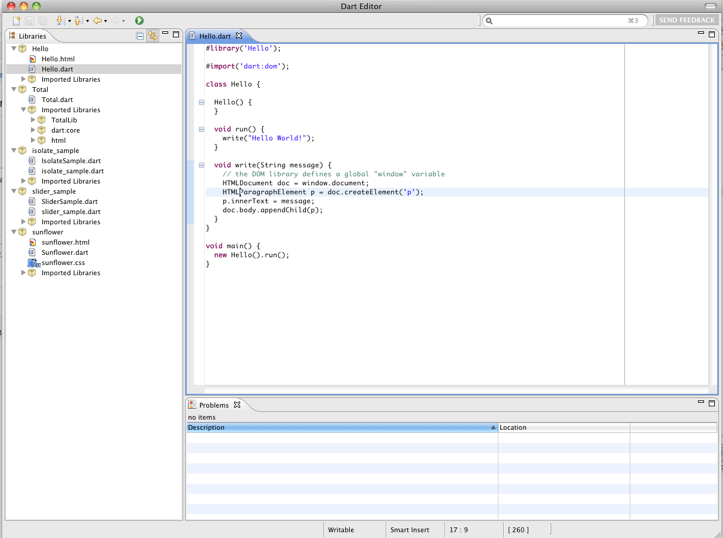 Dart Editor
⌘3
SEND FEEDBACK
Libraries
Hello
Hello.html
Hello.dart
Imported Libraries
Total
Total.dart
Imported Libraries
TotalLib
dart:core
html
isolate_sample
IsolateSample.dart
isolate_sample.dart
Imported Libraries
slider_sample
SliderSample.dart
slider_sample.dart
Imported Libraries
sunflower
sunflower.html
Sunflower.dart
sunflower.css
Imported Libraries
Hello.dart
#library('Hello');
#import('dart:dom');
class Hello {
Hello() {
}
void run() {
write("Hello World!");
}
void write(String message) {
// the DOM library defines a global "window" variable
HTMLDocument doc = window.document;
HTMLParagraphElement p = doc.createElement('p');
p.innerText = message;
doc.body.appendChild(p);
}
}
void main() {
new Hello().run();
}
Problems
no items
Description Location
Writable Smart Insert 17 : 9 [ 260 ]